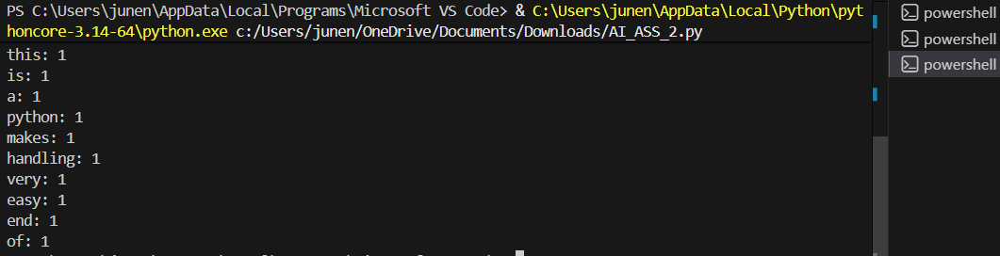 PS C:\Users\junen\AppData\Local\Programs\Microsoft VS Code> & C:\Users\junen\AppData\Local\Python\pyt
honcore-3.14-64\python.exe c:/Users/junen/OneDrive/Documents/Downloads/AI_ASS_2.py
this: 1
is: 1
a: 1
python: 1
makes: 1
handling: 1
very: 1
easy: 1
end: 1
of: 1
powershell
powershell
powershell